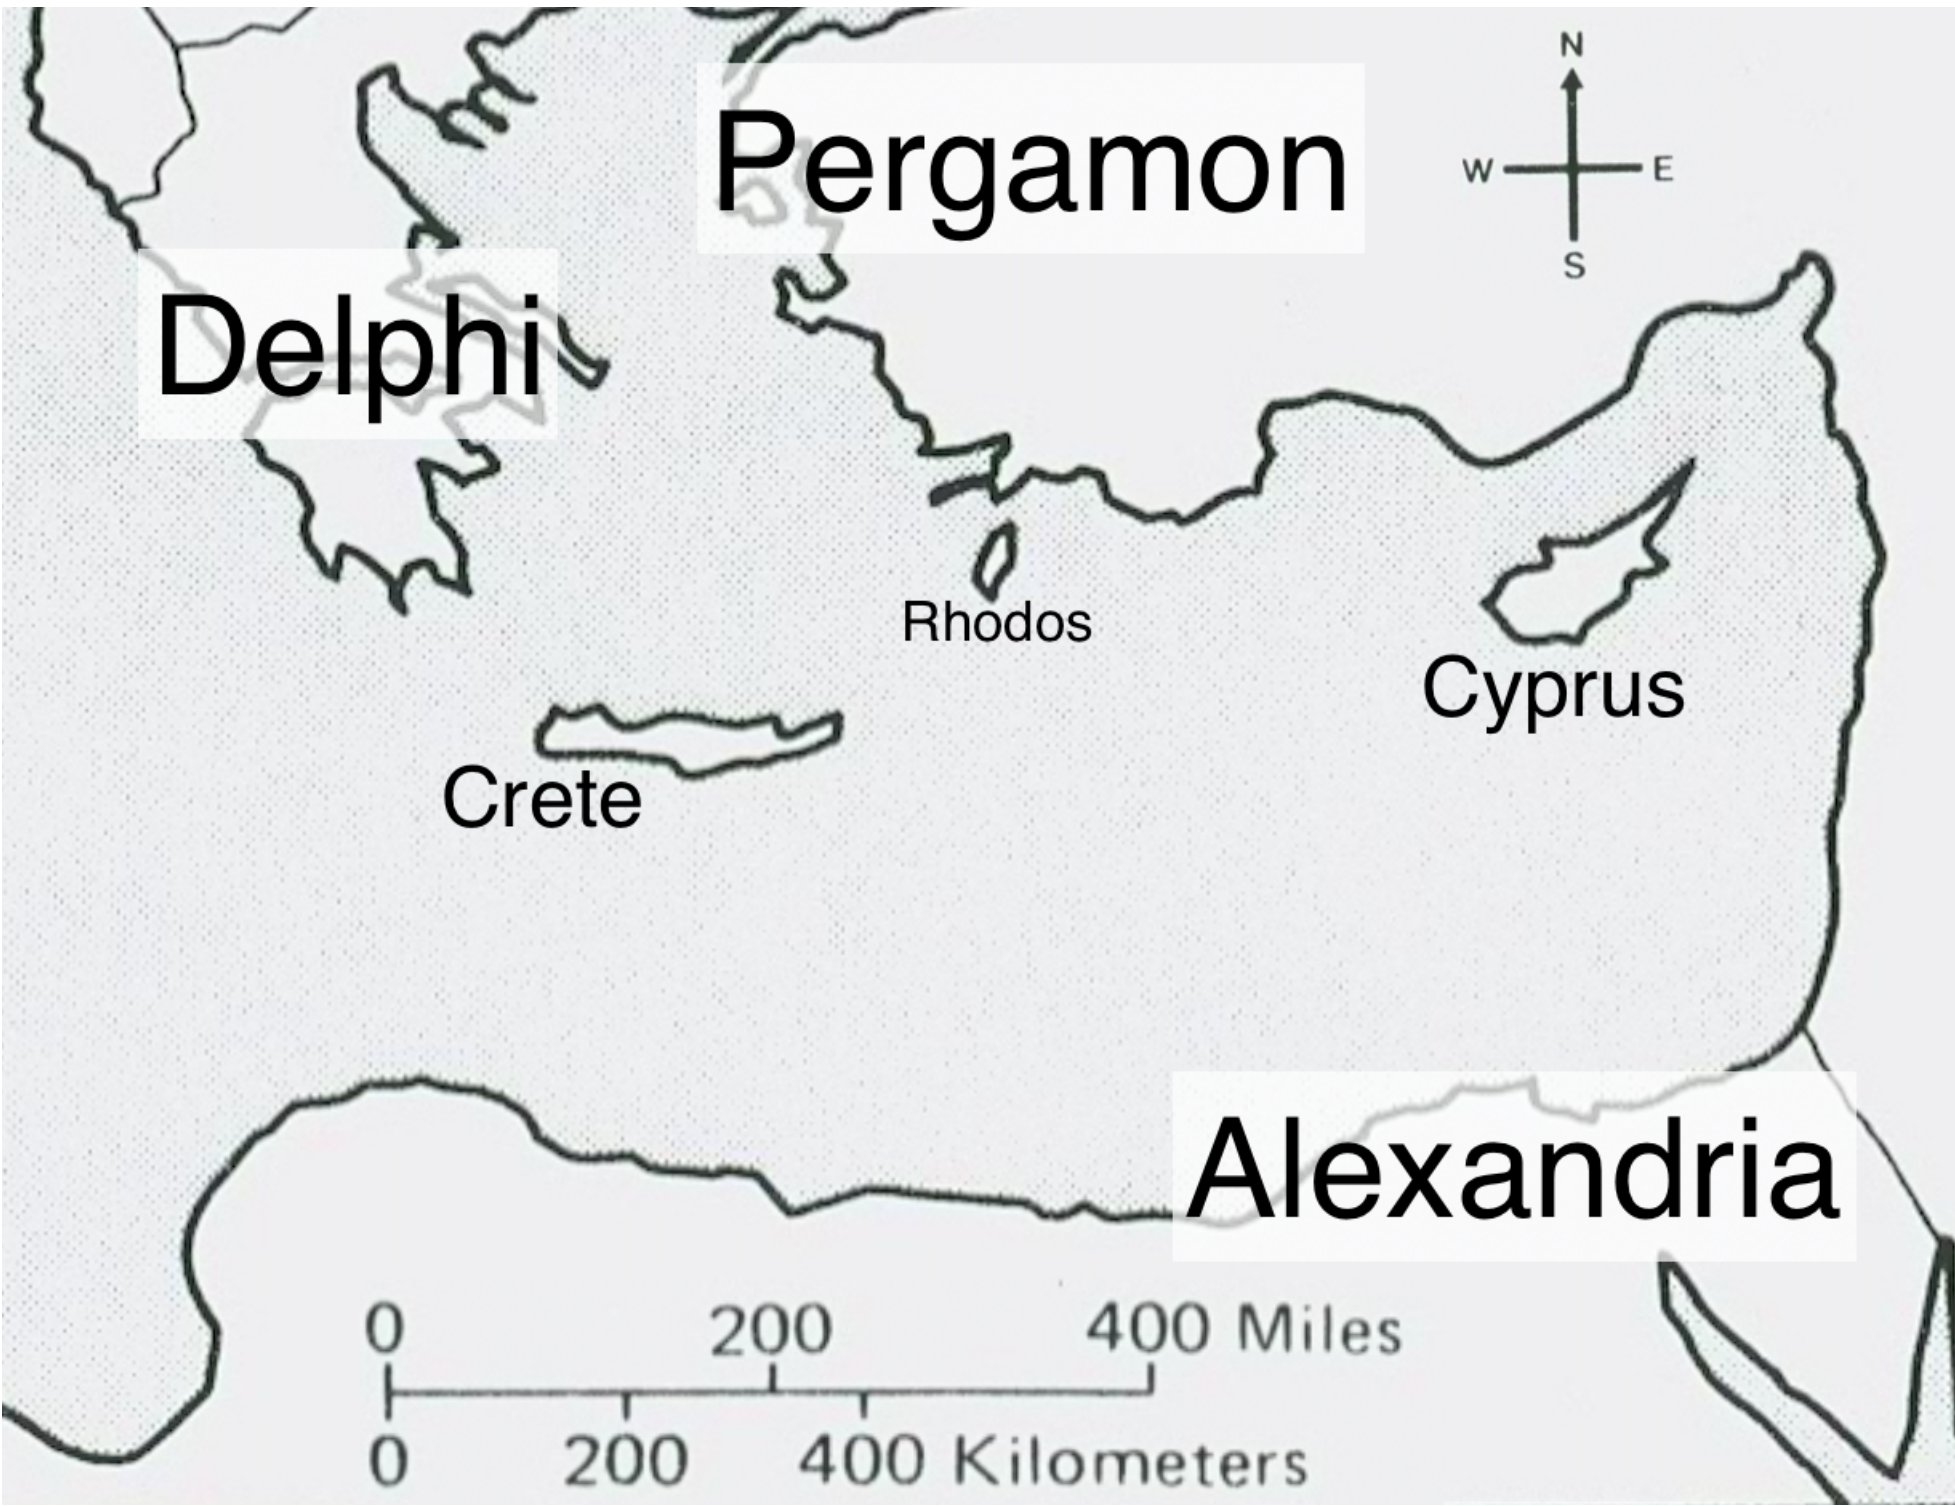 N
W E
S
Pergamon
Delphi
Rhodos
Cyprus
Crete
Alexandria
0 200 400 Miles
0 200 400 Kilometers